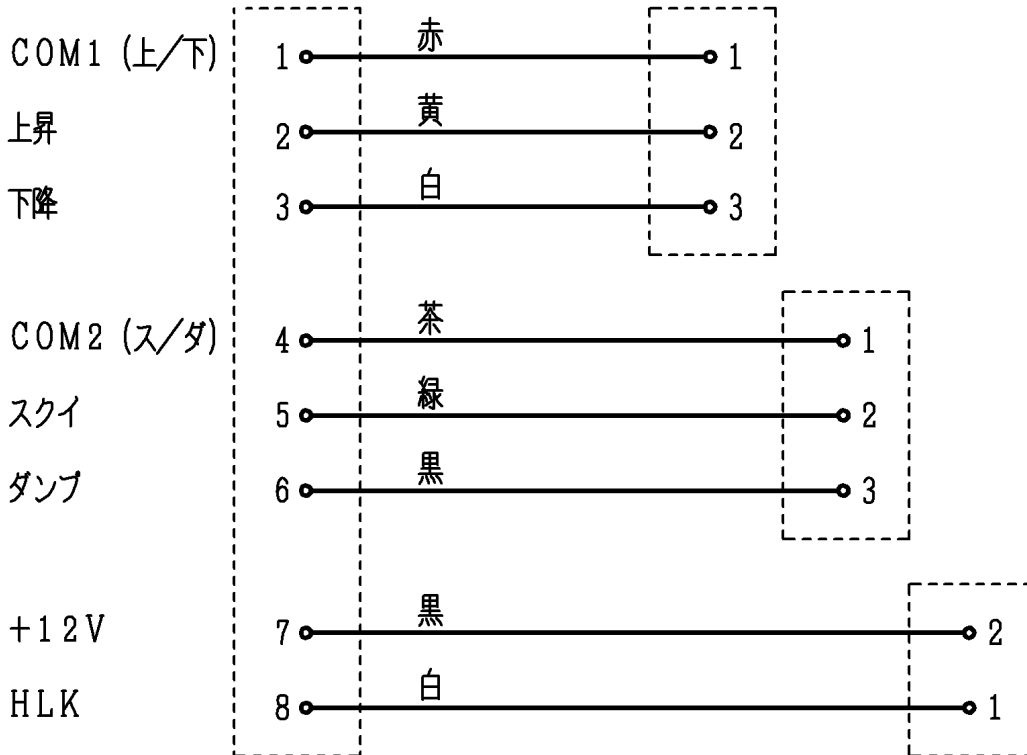 COM1 (上/下) 1 赤 1
上昇 2 黄 2
下降 3 白 3
COM2 (ス/ダ) 4 茶 1
スクイ 5 緑 2
ダンプ 6 黒 3
+12V 7 黒 2
HLK 8 白 1